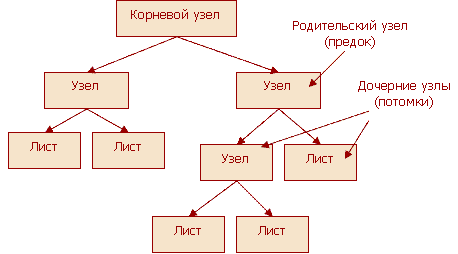 Корневой узел
Родительский узел
(предок)
Узел
Узел
Дочерние узлы
(потомки)
Лист
Лист
Узел
Лист
Лист
Лист